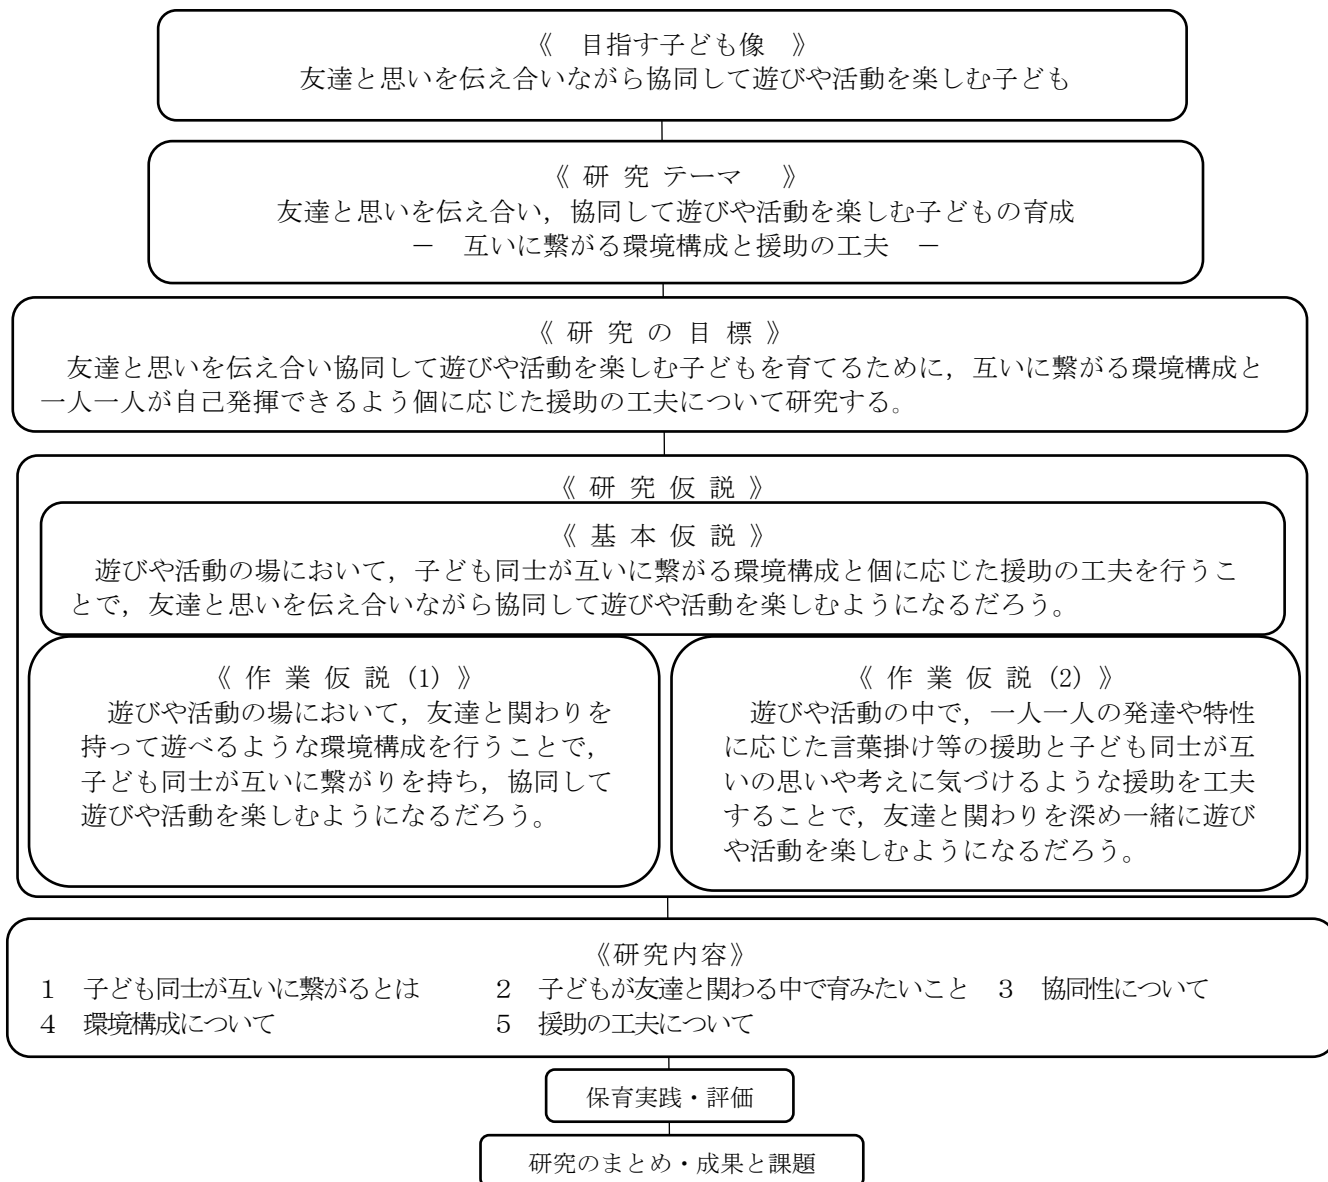 《　目指す子ども像　》
友達と思いを伝え合いながら協同して遊びや活動を楽しむ子ども
《 研 究 テーマ　》
友達と思いを伝え合い，協同して遊びや活動を楽しむ子どもの育成
－　互いに繋がる環境構成と援助の工夫　－
《 研 究 の 目 標 》
友達と思いを伝え合い協同して遊びや活動を楽しむ子どもを育てるために，互いに繋がる環境構成と
一人一人が自己発揮できるよう個に応じた援助の工夫について研究する。
《 研 究 仮 説 》
《 基 本 仮 説 》
遊びや活動の場において，子ども同士が互いに繋がる環境構成と個に応じた援助の工夫を行うこ
とで，友達と思いを伝え合いながら協同して遊びや活動を楽しむようになるだろう。
《 作 業 仮 説 (1) 》
遊びや活動の場において，友達と関わりを
持って遊べるような環境構成を行うことで，
子ども同士が互いに繋がりを持ち，協同して
遊びや活動を楽しむようになるだろう。
《 作 業 仮 説 (2) 》
遊びや活動の中で，一人一人の発達や特性
に応じた言葉掛け等の援助と子ども同士が互
いの思いや考えに気づけるような援助を工夫
することで，友達と関わりを深め一緒に遊び
や活動を楽しむようになるだろう。
《研究内容》
１　子ども同士が互いに繋がるとは　　２　子どもが友達と関わる中で育みたいこと　３　協同性について
４　環境構成について　　５　援助の工夫について
保育実践・評価
研究のまとめ・成果と課題